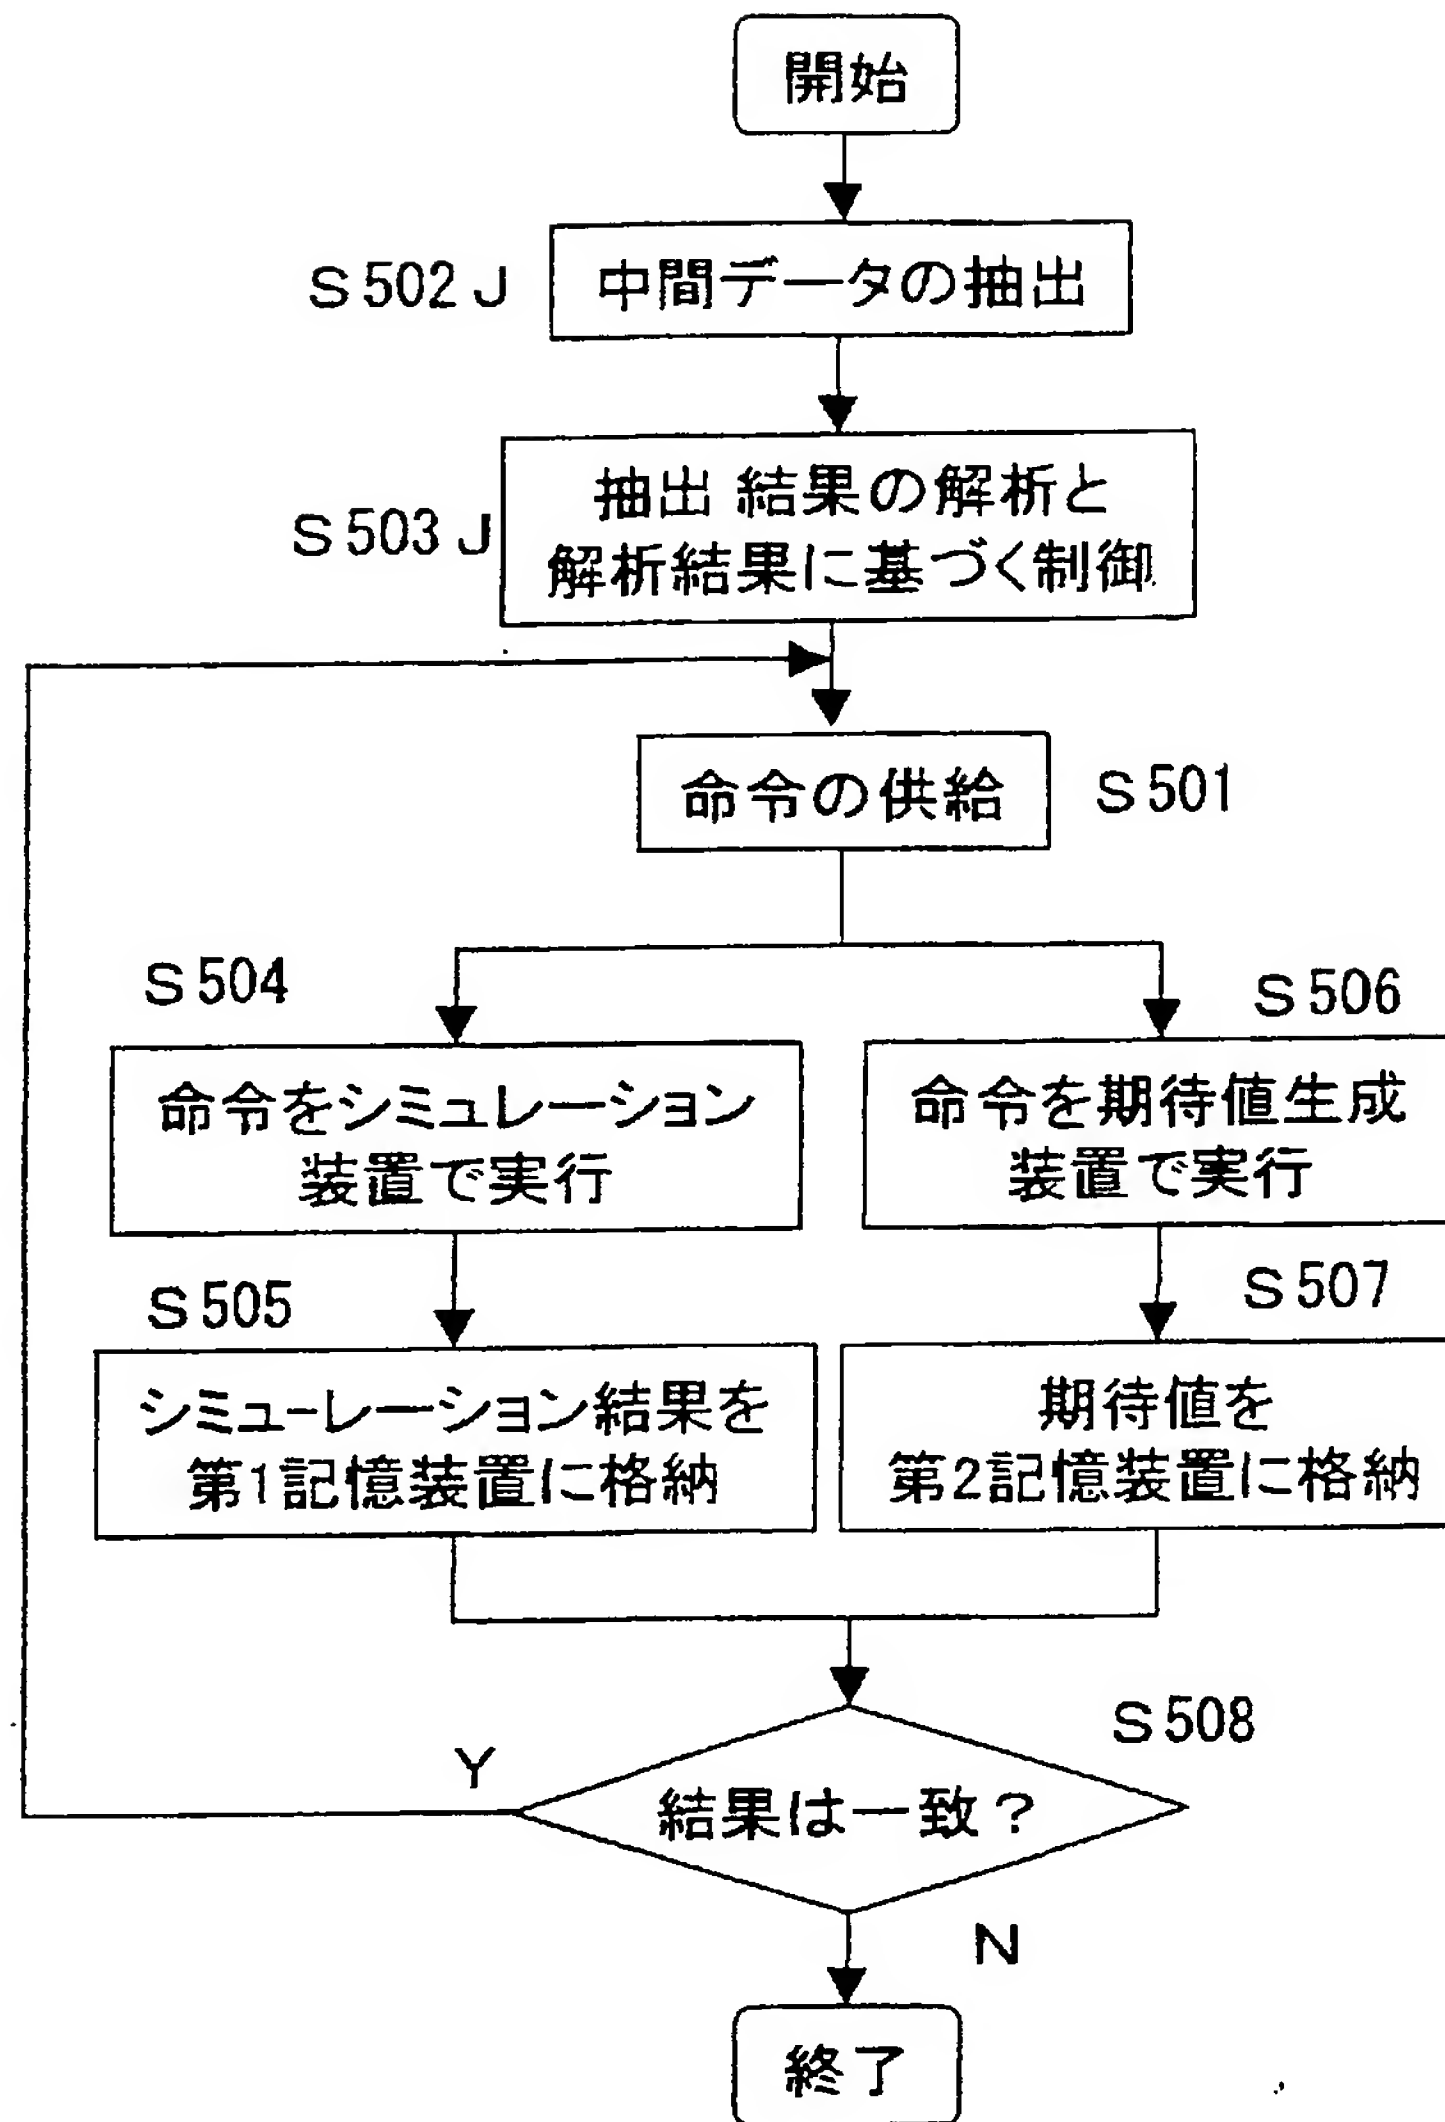 開始
S502J
中間データの抽出
抽出結果の解析と
S503J
解析結果に基づく制御
命令の供給
S501
S504
S506
命令をシミュレーション
装置で実行
命令を期待値生成
装置で実行
S505
S507
シミュ-レーション結果を
第1記憶装置に格納
期待値を
第2記憶装置に格納
S508
Y
結果は一致？
N
終了